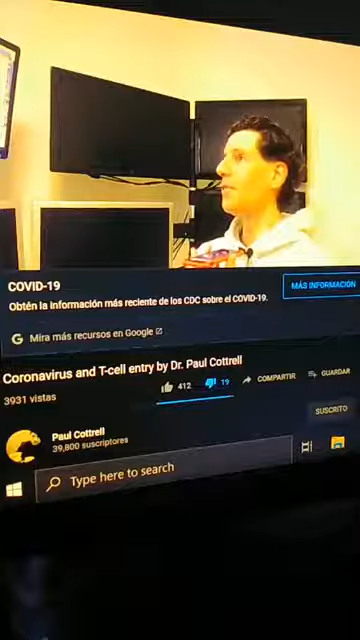 COVID-19
MÁS INFORMACIÓN
Obtén la información más reciente de los CDC sobre el COVID-19.
G Mira más recursos en Google
Coronavirus and T-cell entry by Dr. Paul Cottrell
3931 vistas
412
19
COMPARTIR
GUARDAR
Paul Cottrell
39,800 suscriptores
SUSCRITO
Type here to search